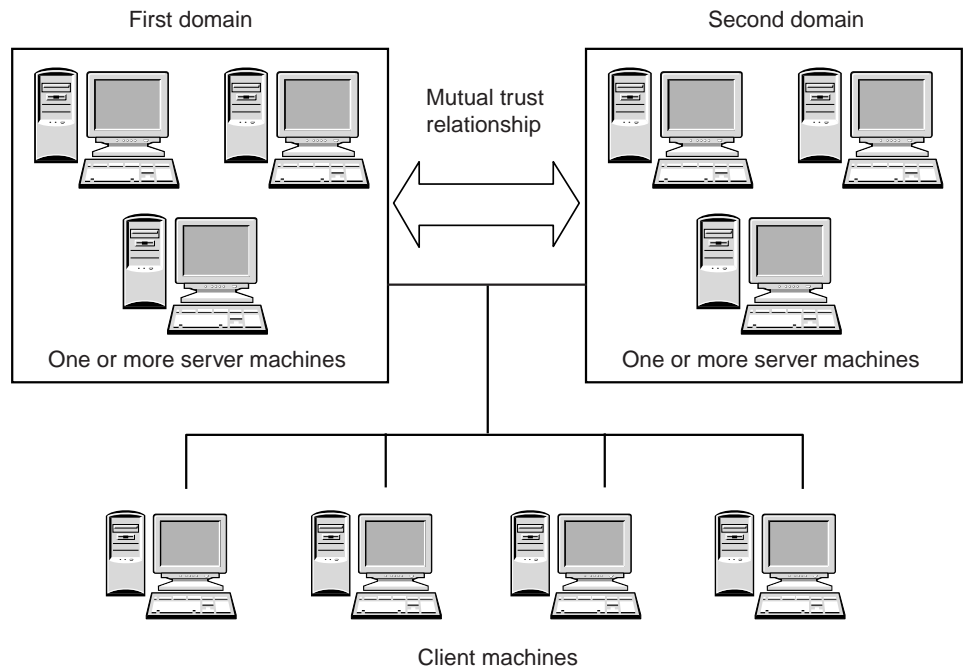 First domain
Second domain
Mutual trust
relationship
One or more server machines
One or more server machines
Client machines